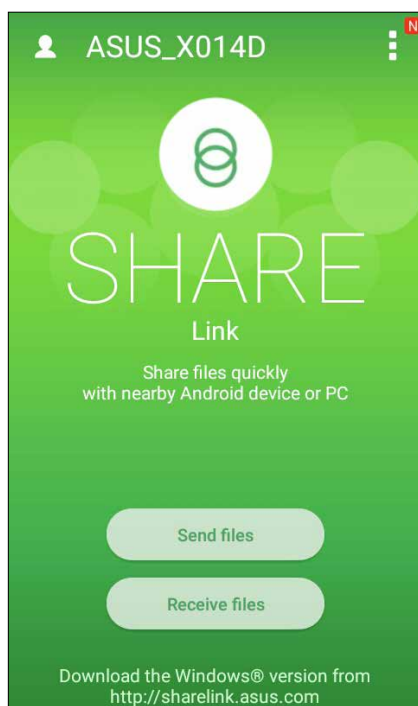 ASUS_X014D
N
SHARE
Link
Share files quickly
with nearby Android device or PC
Send files
Receive files
Download the Windows® version from
http://sharelink.asus.com